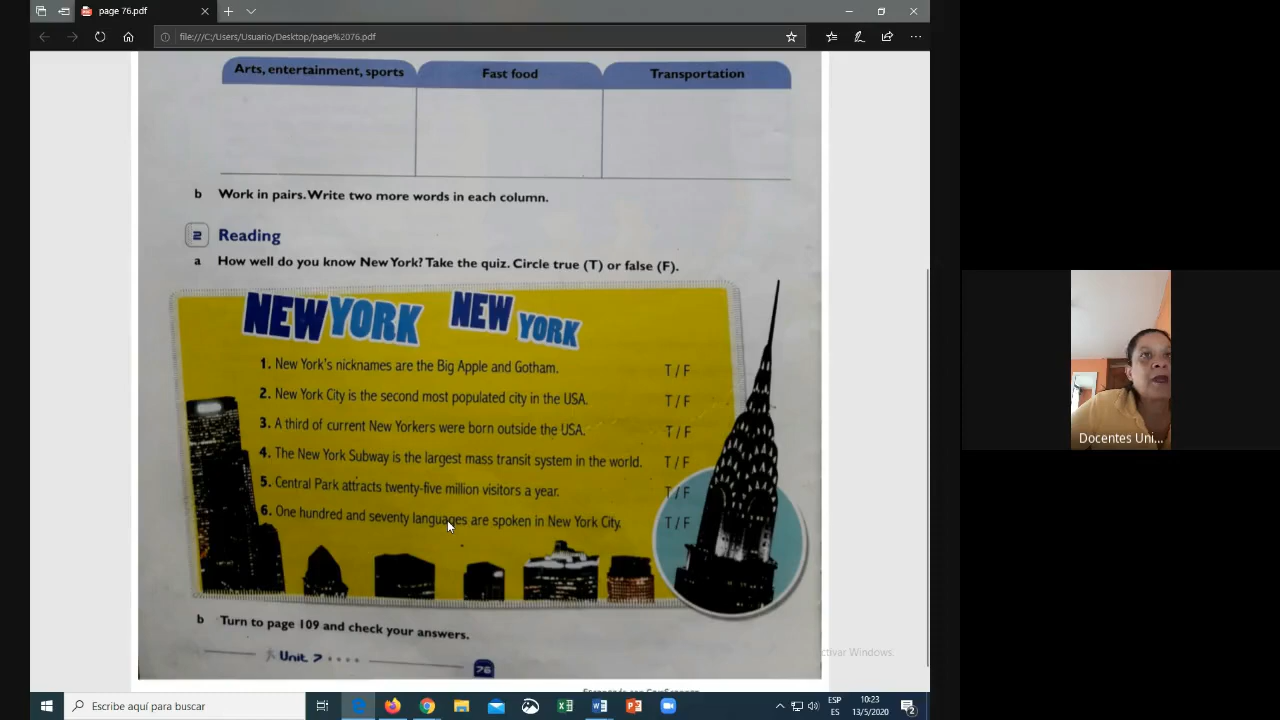 page 76.pdf
file:///C:/Users/Usuario/Desktop/page%2076.pdf
Arts, entertainment, sports
Fast food
Transportation
b Work in pairs. Write two more words in each column.
2 Reading
a How well do you know New York? Take the quiz. Circle true (T) or false (F).
NEW YORK NEW YORK
1. New York's nicknames are the Big Apple and Gotham. T / F
2. New York City is the second most populated city in the USA. T / F
3. A third of current New Yorkers were born outside the USA. T / F
4. The New York Subway is the largest mass transit system in the world. T / F
5. Central Park attracts twenty-five million visitors a year. T / F
6. One hundred and seventy languages are spoken in New York City. T / F
b Turn to page 109 and check your answers.
Unit 7
76
Docentes Uni...
ctivar Windows.
Escribe aquí para buscar
ESP
ES
10:23
13/5/2020
2